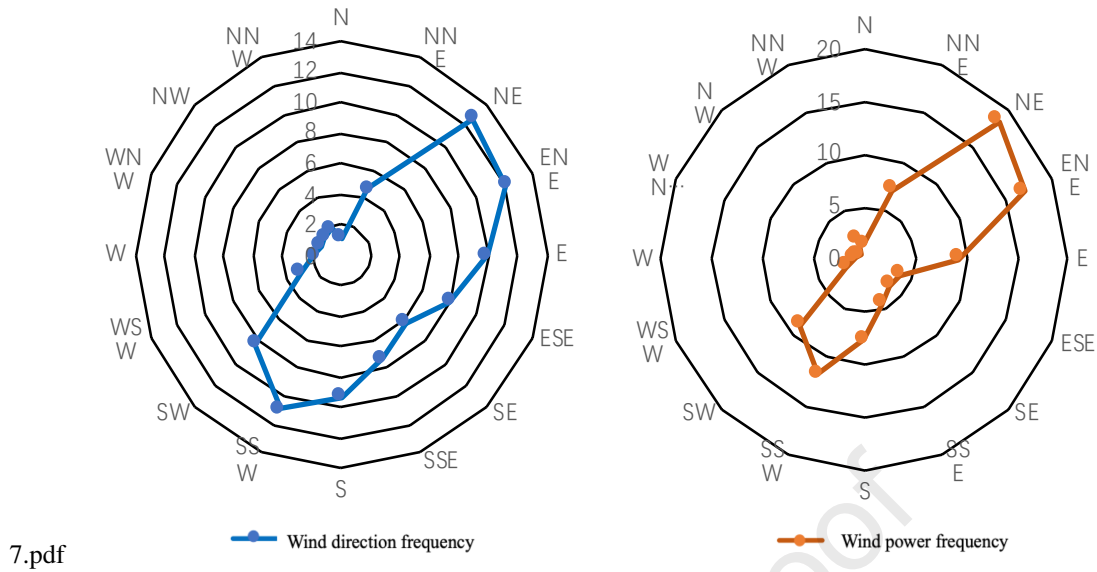 N
NN
W
NN
E
14
12
10
8
6
4
2
0
NW
NE
WN
W
EN
E
W
E
WS
W
ESE
SW
SE
SS
W
SSE
S
Wind direction frequency
N
NN
W
NN
E
20
15
10
5
0
N
W
NE
W
N…
EN
E
W
E
WS
W
ESE
SW
SE
SS
W
SS
E
S
Wind power frequency
7.pdf
oof